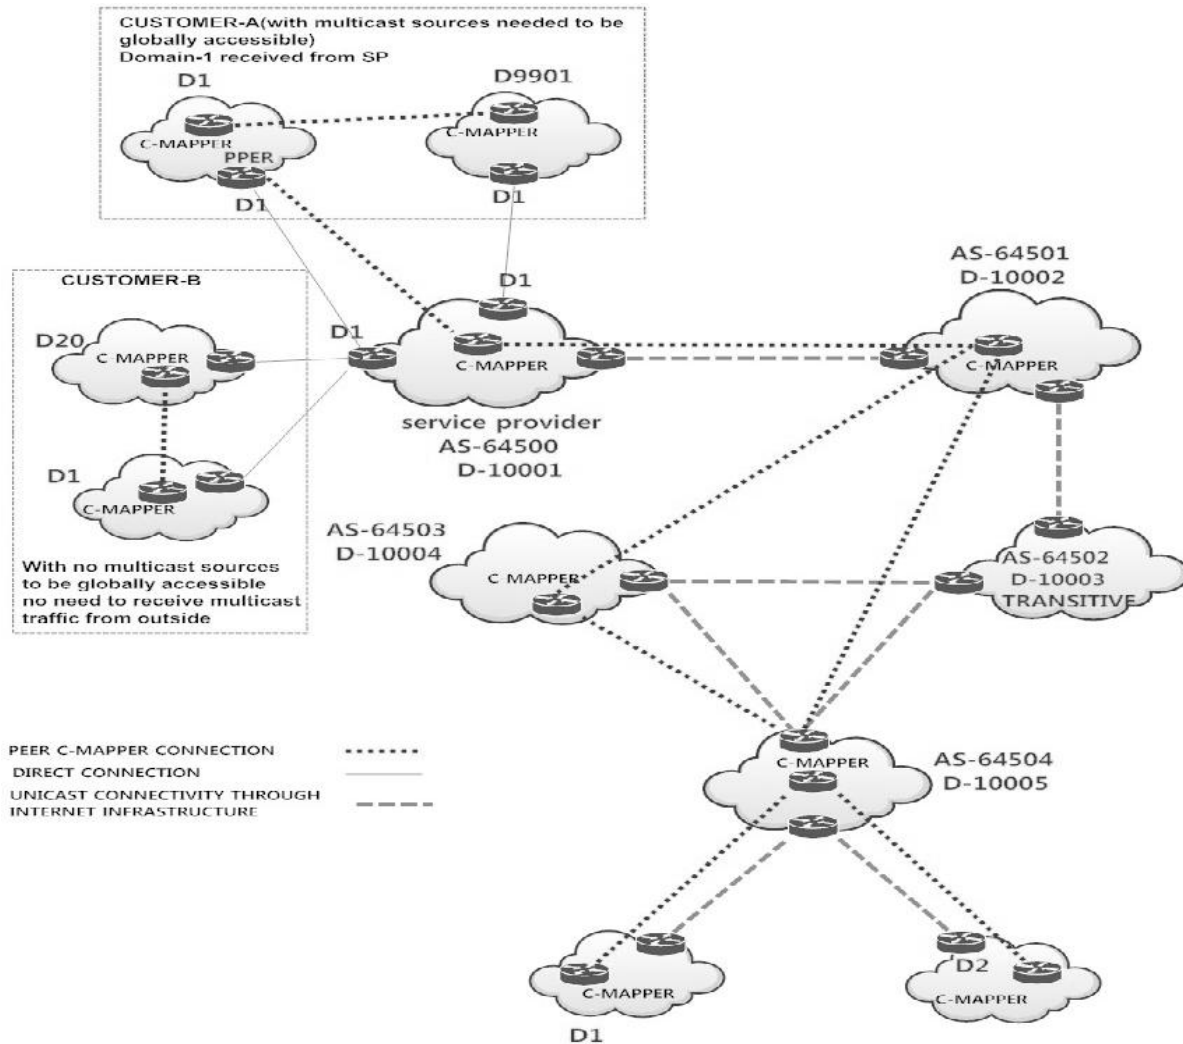 CUSTOMER-A(with multicast sources needed to be
globally accessible)
Domain-1 received from SP
D1
D9901
C-MAPPER
C-MAPPER
PPER
D1
D1
CUSTOMER-B
D20
C-MAPPER
D1
C-MAPPER
With no multicast sources
to be globally accessible
no need to receive multicast
traffic from outside
D1
D1
C-MAPPER
service provider
AS-64500
D-10001
AS-64501
D-10002
C-MAPPER
AS-64503
D-10004
C MAPPER
AS-64502
D-10003
TRANSITIVE
C-MAPPER
AS-64504
D-10005
PEER C-MAPPER CONNECTION
DIRECT CONNECTION
UNICAST CONNECTIVITY THROUGH
INTERNET INFRASTRUCTURE
C-MAPPER
D1
D2
C-MAPPER